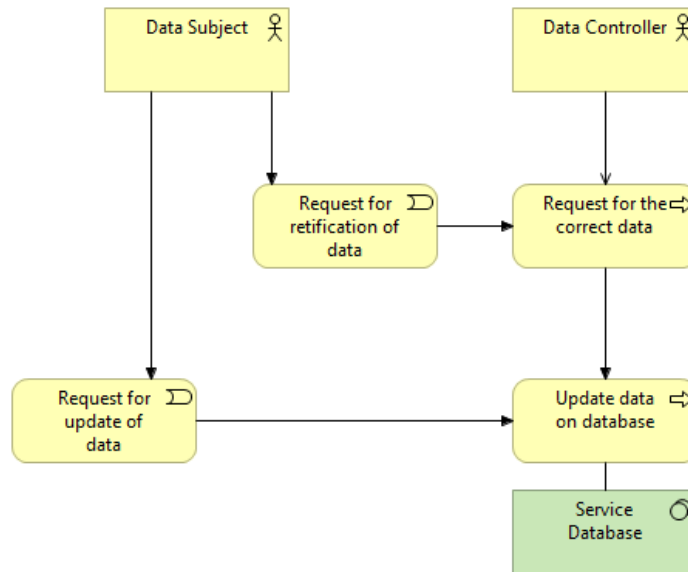 Data Subject
Data Controller
Request for
retification of
data
Request for the
correct data
Request for
update of
data
Update data
on database
Service
Database